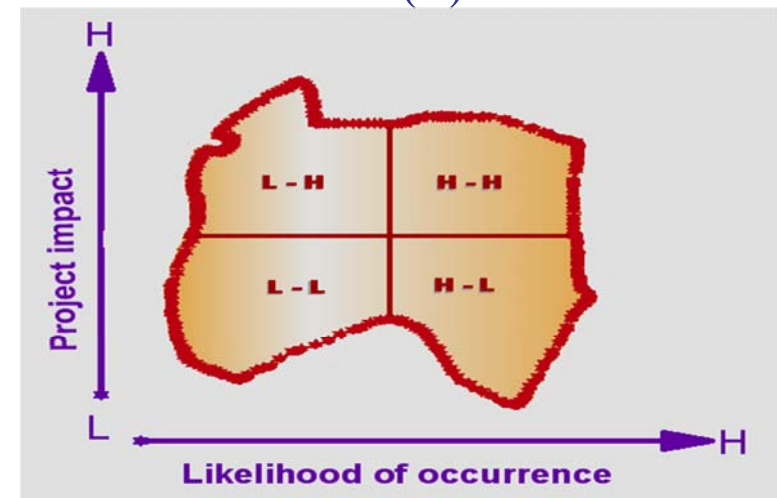 H
L - H
H - H
Project impact
L - L
H - L
L
H
Likelihood of occurrence